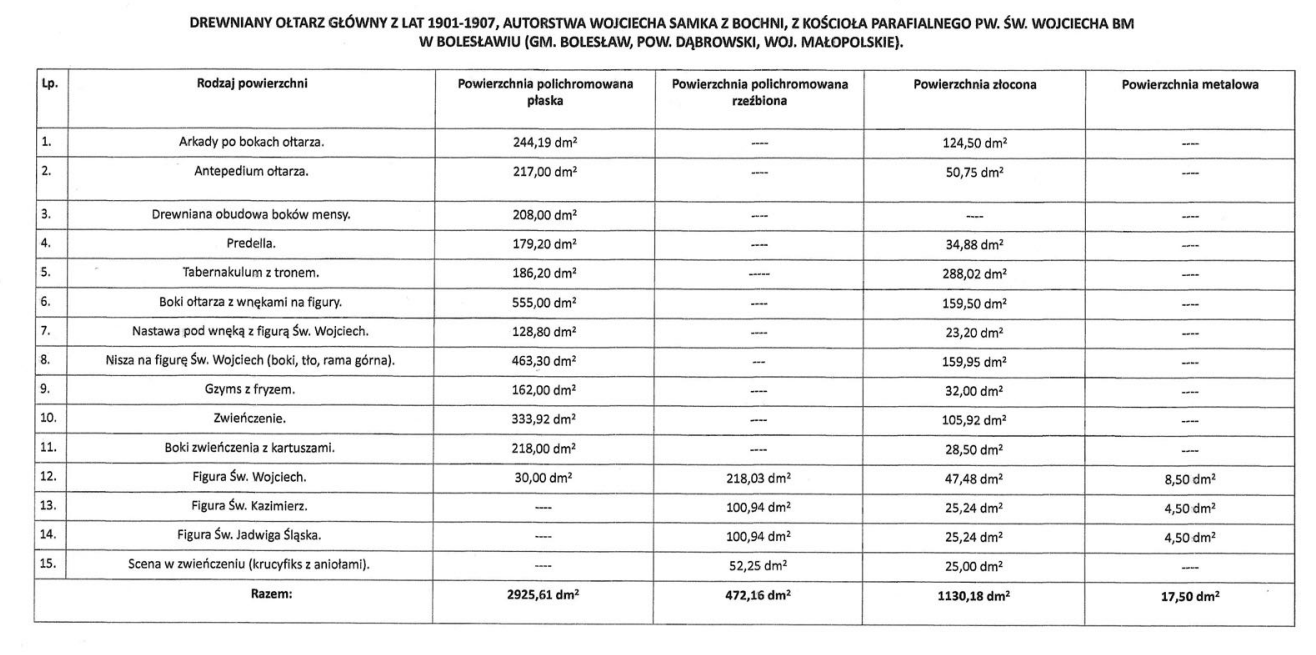 DREWNIANY OŁTARZ GŁÓWNY Z LAT 1901-1907, AUTORSTWA WOJCIECHA SAMKA Z BOCHNI, Z KOŚCIOŁA PARAFIALNEGO PW. ŚW. WOJCIECHA BM
W BOLESŁAWIU (GM. BOLESŁAW, POW. DĄBROWSKI, WOJ. MAŁOPOLSKIE).
Lp. Rodzaj powierzchni Powierzchnia polichromowana płaska Powierzchnia polichromowana rzeźbiona Powierzchnia złocona Powierzchnia metalowa
1. Arkady po bokach ołtarza. 244,19 dm² ---- 124,50 dm² ----
2. Antepedium ołtarza. 217,00 dm² ---- 50,75 dm² ----
3. Drewniana obudowa boków mensy. 208,00 dm² ---- ---- ----
4. Predella. 179,20 dm² ---- 34,88 dm² ----
5. Tabernakulum z tronem. 186,20 dm² ----- 288,02 dm² ----
6. Boki ołtarza z wnękami na figury. 555,00 dm² ---- 159,50 dm² ----
7. Nastawa pod wnęką z figurą Św. Wojciech. 128,80 dm² ---- 23,20 dm² ----
8. Nisza na figurę Św. Wojciech (boki, tło, rama górna). 463,30 dm² --- 159,95 dm² ----
9. Gzyms z fryzem. 162,00 dm² ---- 32,00 dm² ----
10. Zwieńczenie. 333,92 dm² ---- 105,92 dm² ----
11. Boki zwieńczenia z kartuszami. 218,00 dm² ---- 28,50 dm² ----
12. Figura Św. Wojciech. 30,00 dm² 218,03 dm² 47,48 dm² 8,50 dm²
13. Figura Św. Kazimierz. ---- 100,94 dm² 25,24 dm² 4,50 dm²
14. Figura Św. Jadwiga Śląska. ---- 100,94 dm² 25,24 dm² 4,50 dm²
15. Scena w zwieńczeniu (krucyfiks z aniołami). ---- 52,25 dm² 25,00 dm² ----
Razem: 2925,61 dm² 472,16 dm² 1130,18 dm² 17,50 dm²